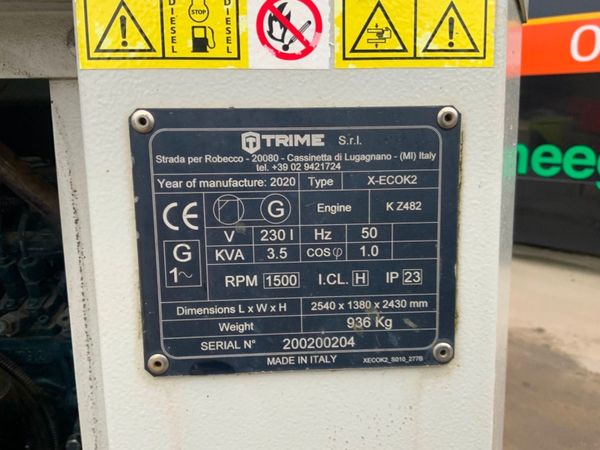 DIESEL
STOP
DIESEL
TRIME S.r.l.
Strada per Robecco - 20080 - Cassinetta di Lugagnano - (MI) Italy
tel. +39 02 9421724
Year of manufacture: 2020 Type X-ECOK2
CE G Engine K Z482
V 230 I Hz 50
G 1~ KVA 3.5 cos φ 1.0
RPM 1500 I.CL. H IP 23
Dimensions L x W x H 2540 x 1380 x 2430 mm
Weight 936 Kg
SERIAL N° 200200204
MADE IN ITALY XECOK2_S010_277B
O
neeg